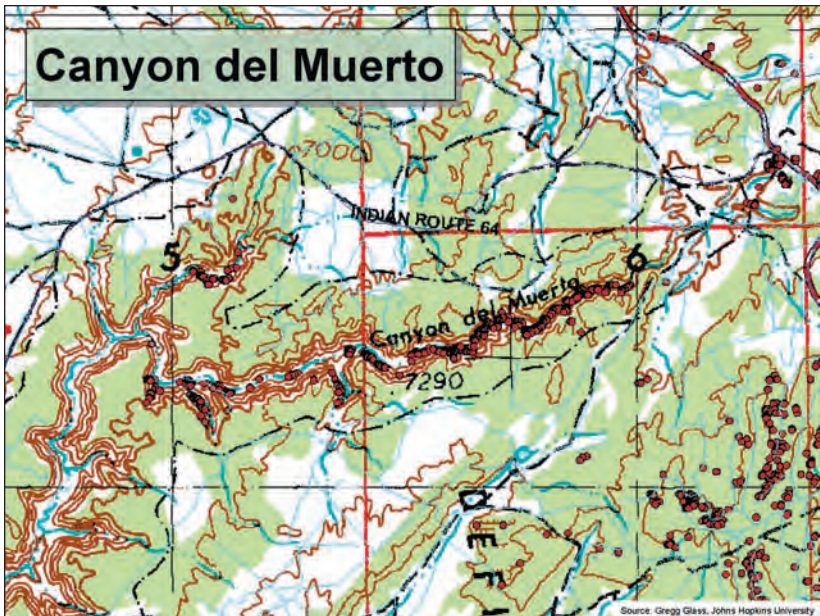 Canyon del Muerto
7000
INDIAN ROUTE 64
5
6
Canyon del Muerto
7290
D
E
F
Source: Gregg Glass, Johns Hopkins University